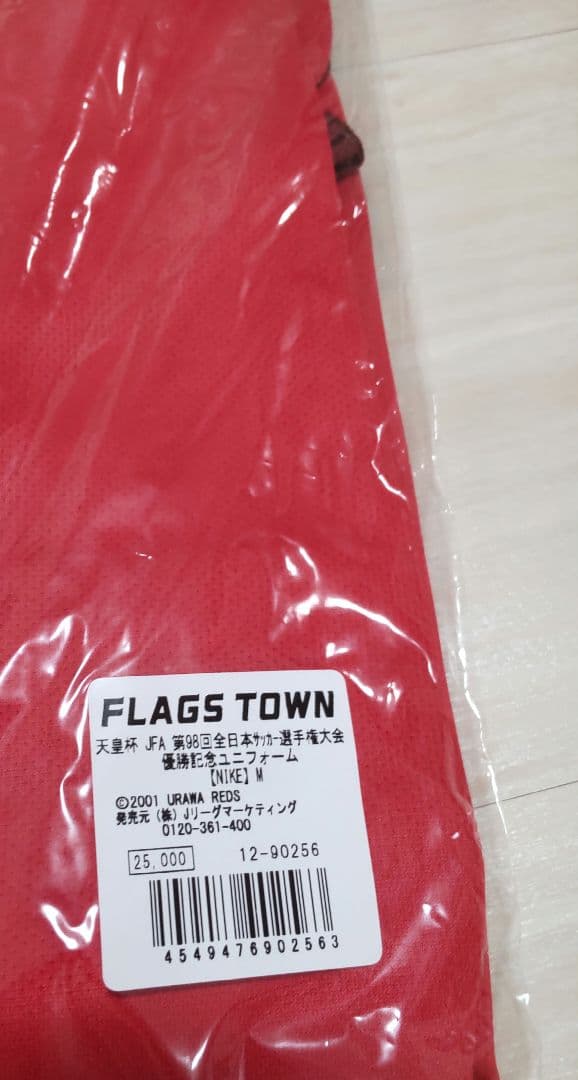 FLAGS TOWN
天皇杯 JFA 第98回全日本サッカー選手権大会
優勝記念ユニフォーム
【NIKE】M
©2001 URAWA REDS
発売元(株)Jリーグマーケティング
0120-361-400
25,000 12-90256
4549476902563